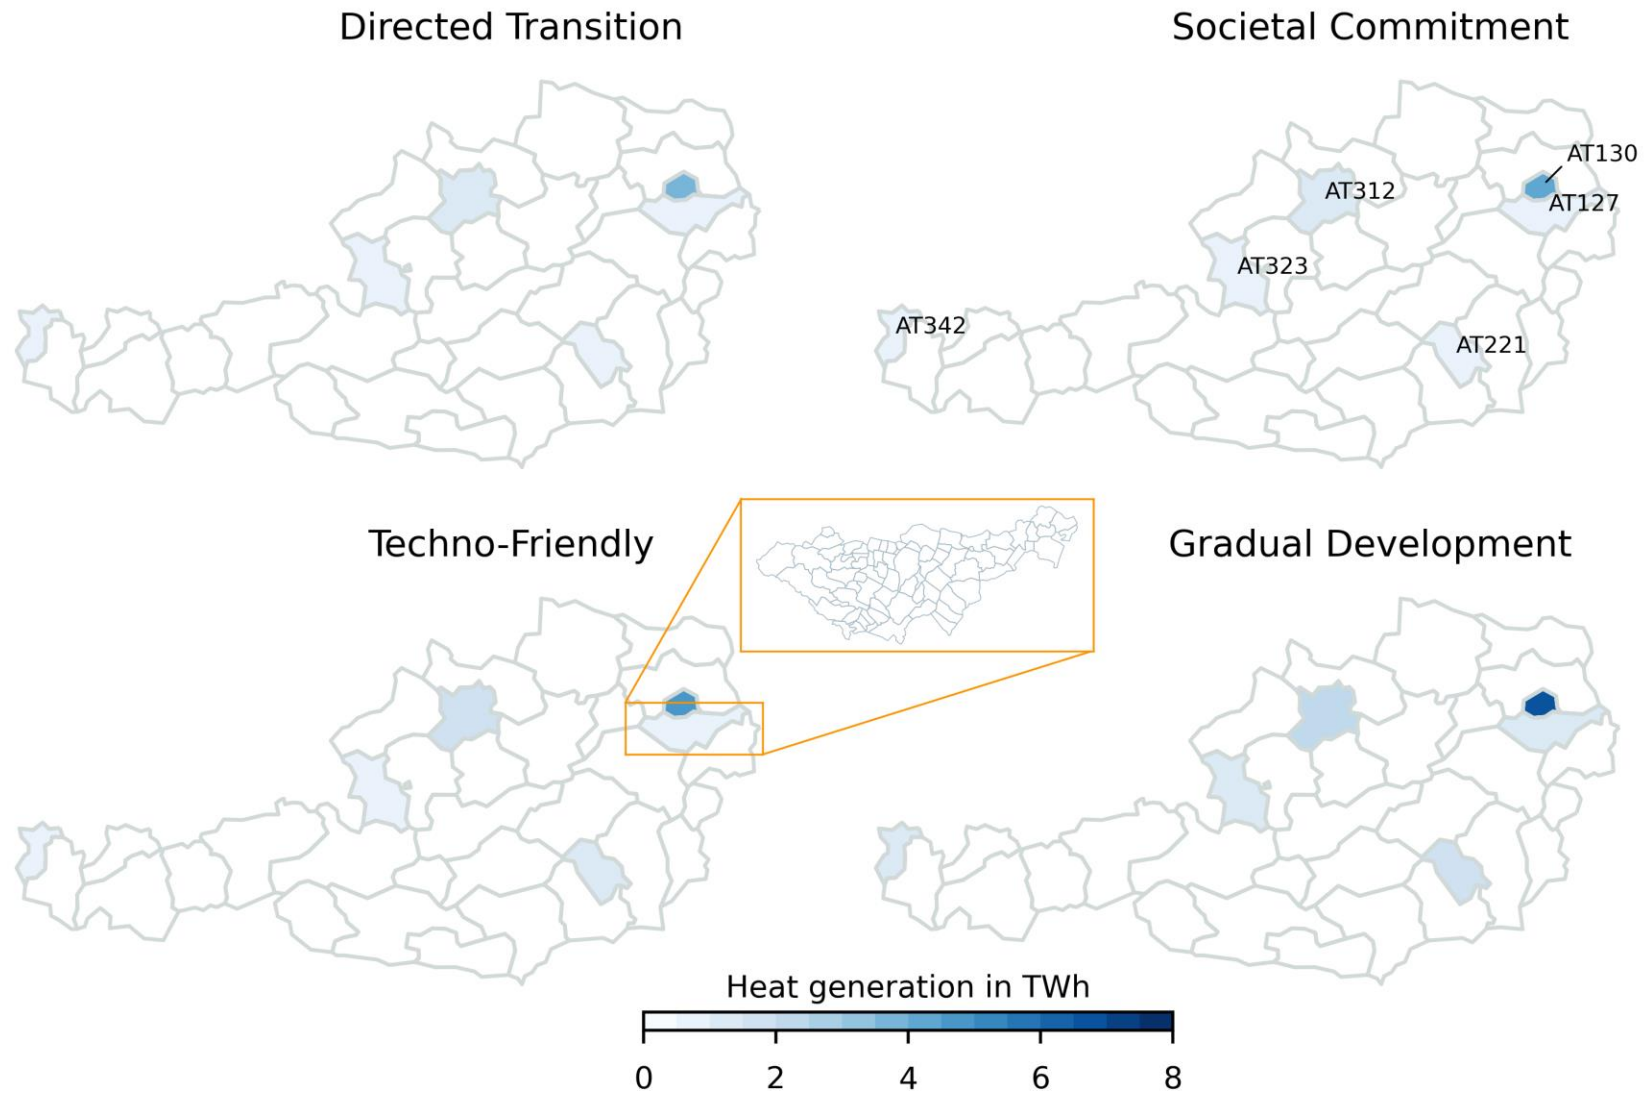 Directed Transition
Societal Commitment
AT130
AT312
AT127
AT323
AT342
AT221
Techno-Friendly
Gradual Development
Heat generation in TWh
0 2 4 6 8